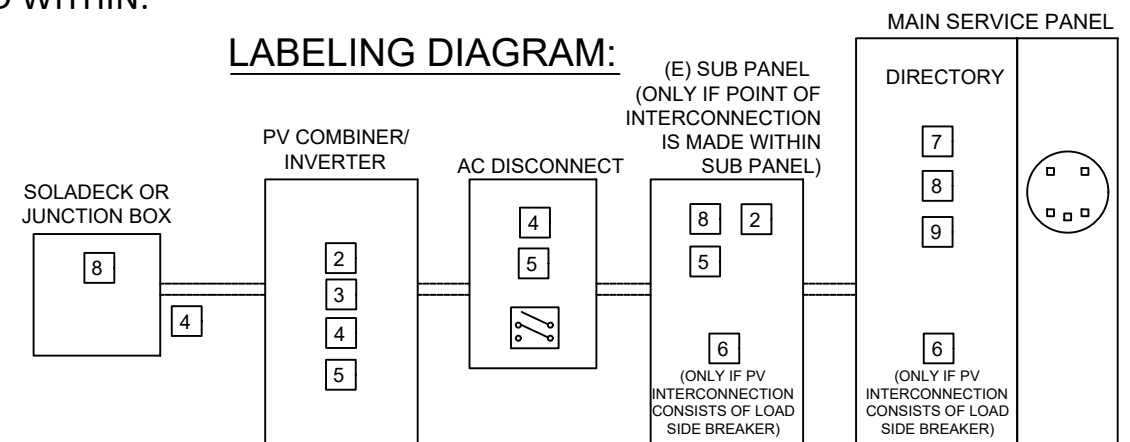 WITHIN.
LABELING DIAGRAM:
SOLADECK OR
JUNCTION BOX
8
4
PV COMBINER/
INVERTER
2
3
4
5
AC DISCONNECT
4
5
(E) SUB PANEL
(ONLY IF POINT OF
INTERCONNECTION
IS MADE WITHIN
SUB PANEL)
8 2
5
6
(ONLY IF PV
INTERCONNECTION
CONSISTS OF LOAD
SIDE BREAKER)
MAIN SERVICE PANEL
DIRECTORY
7
8
9
6
(ONLY IF PV
INTERCONNECTION
CONSISTS OF LOAD
SIDE BREAKER)